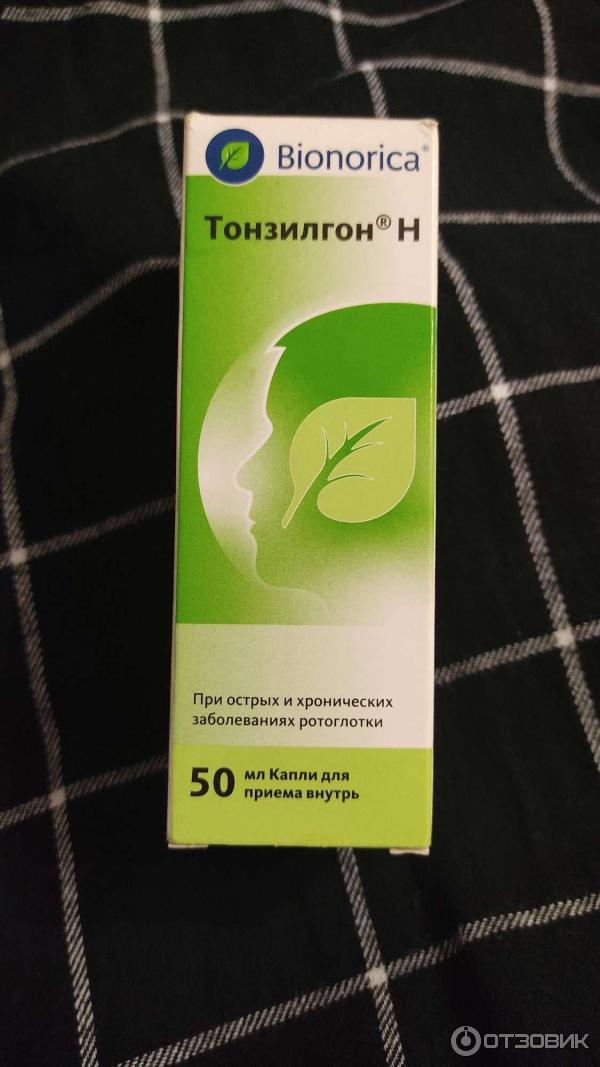 Bionorica®
Тонзилгон® Н
При острых и хронических
заболеваниях ротоглотки
50 мл Капли для
приема внутрь
ОТЗОВИК